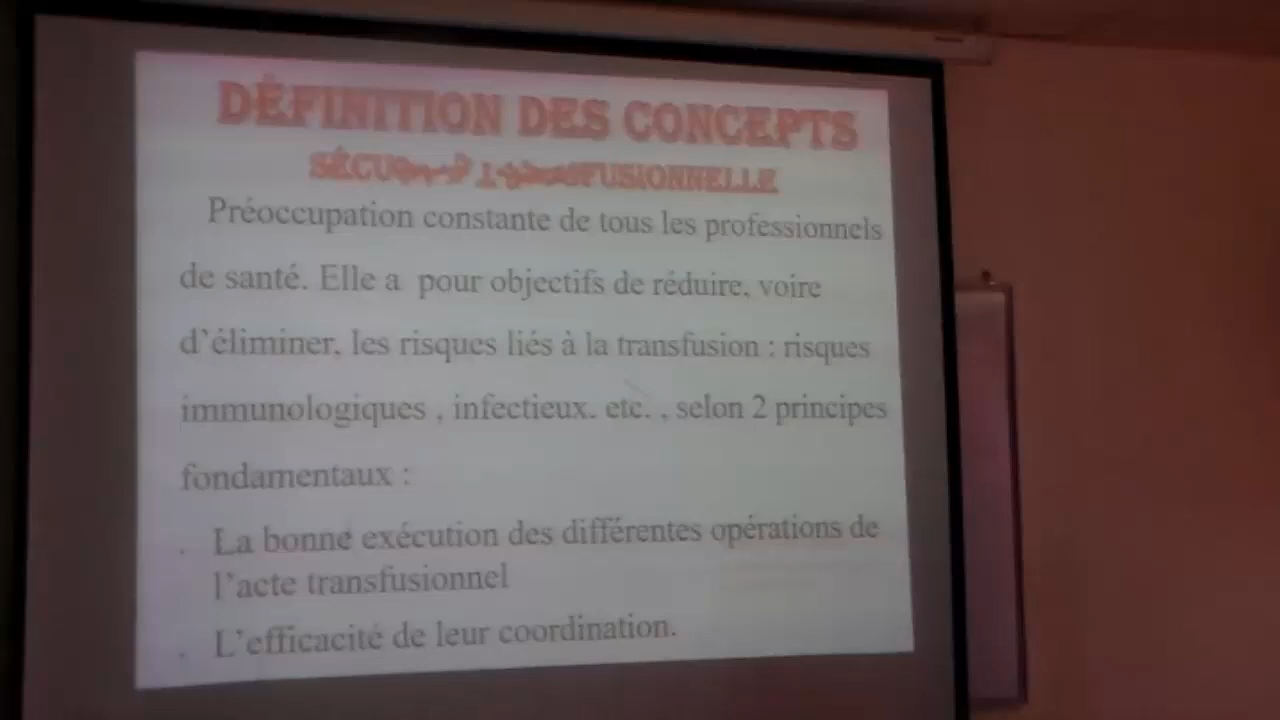 DÉFINITION DES CONCEPTS
Préoccupation constante de tous les professionnels
de santé. Elle a pour objectifs de réduire, voire
d'éliminer, les risques liés à la transfusion : risques
immunologiques , infectieux. etc. , selon 2 principes
fondamentaux :
. La bonne exécution des différentes opérations de
l'acte transfusionnel
. L'efficacité de leur coordination.